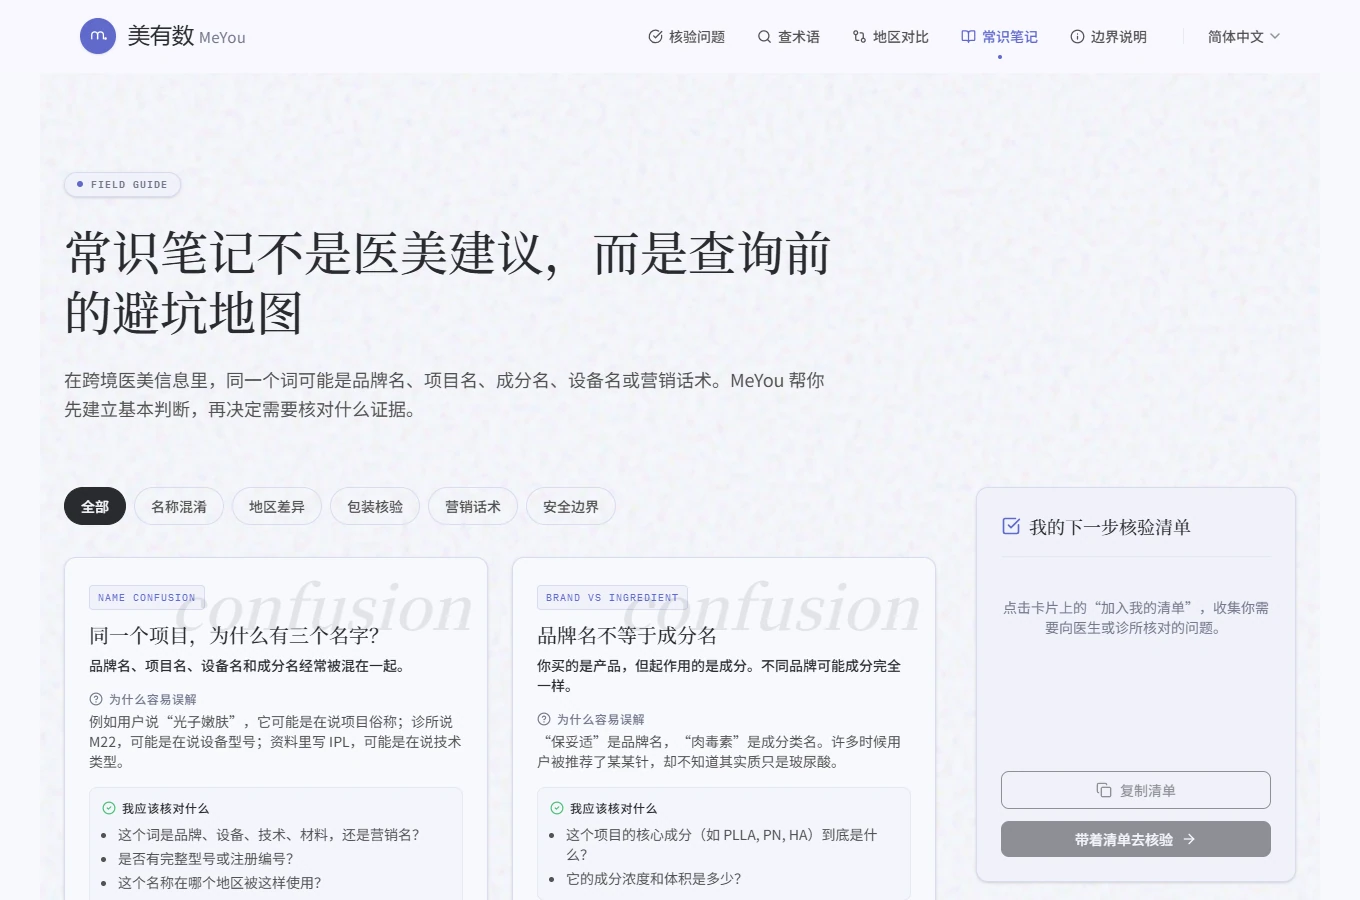 美有数 MeYou
核验问题
查术语
地区对比
常识笔记
边界说明
简体中文
FIELD GUIDE
常识笔记不是医美建议，而是查询前
的避坑地图
在跨境医美信息里，同一个词可能是品牌名、项目名、成分名、设备名或营销话术。MeYou 帮你
先建立基本判断，再决定需要核对什么证据。
全部
名称混淆
地区差异
包装核验
营销话术
安全边界
confusion
NAME CONFUSION
同一个项目，为什么有三个名字？
品牌名、项目名、设备名和成分名经常被混在一起。
为什么容易误解
例如用户说“光子嫩肤”，它可能是在说项目俗称；诊所说
M22，可能是在说设备型号；资料里写 IPL，可能是在说技术
类型。
我应该核对什么
这个词是品牌、设备、技术、材料，还是营销名？
是否有完整型号或注册编号？
这个名称在哪个地区被这样使用？
confusion
BRAND VS INGREDIENT
品牌名不等于成分名
你买的是产品，但起作用的是成分。不同品牌可能成分完全
一样。
为什么容易误解
“保妥适”是品牌名，“肉毒素”是成分类名。许多时候用
户被推荐了某某针，却不知道其实质只是玻尿酸。
我应该核对什么
这个项目的核心成分（如 PLLA, PN, HA）到底是什
么？
它的成分浓度和体积是多少？
我的下一步核验清单
点击卡片上的“加入我的清单”，收集你需
要向医生或诊所核对的问题。
复制清单
带着清单去核验